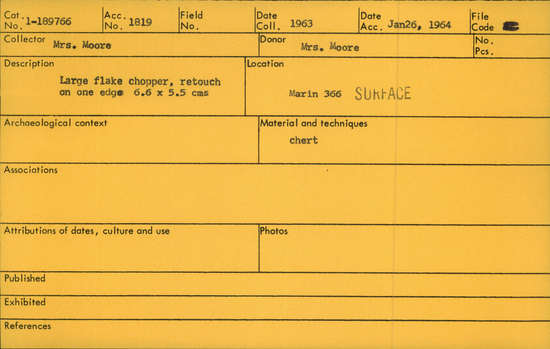 Cat. No. 1-189766 Acc. No. 1819 Field No. Date Coll. 1963 Date Acc. Jan26, 1964 File Code
Collector Mrs. Moore Donor Mrs. Moore No. Pcs.
Description Location
Large flake chopper, retouch
on one edge 6.6 x 5.5 cms Marin 366 SURFACE
Archaeological context Material and techniques
chert
Associations
Attributions of dates, culture and use Photos
Published
Exhibited
References